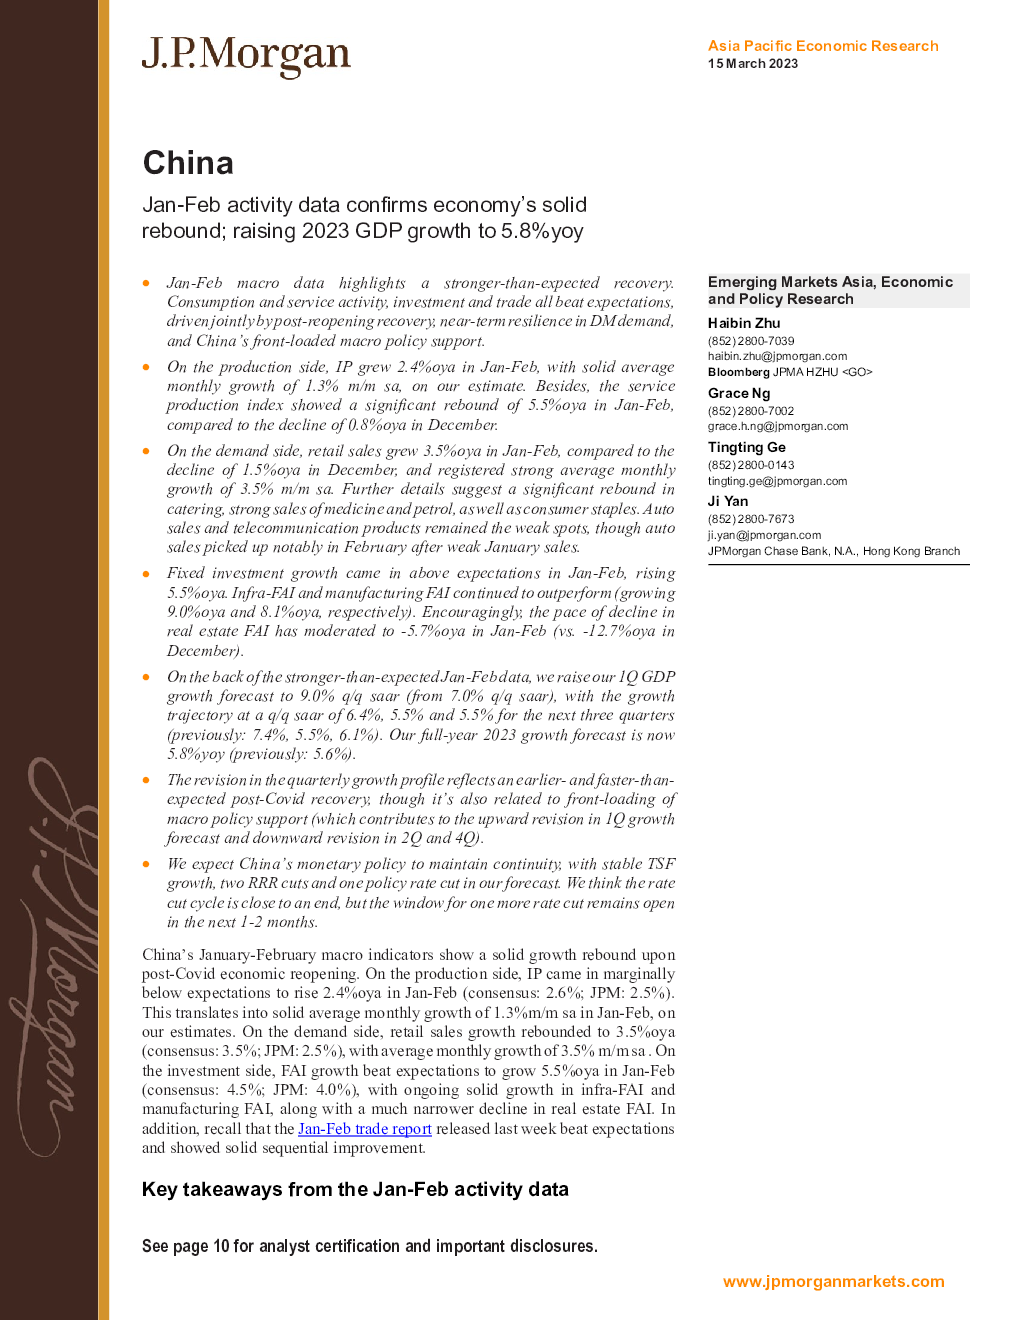 J.P.Morgan
Asia Pacific Economic Research
15 March 2023
China
Jan-Feb activity data confirms economy's solid
rebound; raising 2023 GDP growth to 5.8%yoy
• Jan-Feb macro data highlights a stronger-than-expected recovery.
Consumption and service activity, investment and trade all beat expectations,
driven jointly by post-reopening recovery, near-term resilience in DM demand,
and China's front-loaded macro policy support.
• On the production side, IP grew 2.4%oya in Jan-Feb, with solid average
monthly growth of 1.3% m/m sa, on our estimate. Besides, the service
production index showed a significant rebound of 5.5%oya in Jan-Feb,
compared to the decline of 0.8%oya in December.
• On the demand side, retail sales grew 3.5%oya in Jan-Feb, compared to the
decline of 1.5%oya in December, and registered strong average monthly
growth of 3.5% m/m sa. Further details suggest a significant rebound in
catering, strong sales of medicine and petrol, as well as consumer staples. Auto
sales and telecommunication products remained the weak spots, though auto
sales picked up notably in February after weak January sales.
• Fixed investment growth came in above expectations in Jan-Feb, rising
5.5%oya. Infra-FAI and manufacturing FAI continued to outperform (growing
9.0%oya and 8.1%oya, respectively). Encouragingly, the pace of decline in
real estate FAI has moderated to -5.7%oya in Jan-Feb (vs. -12.7%oya in
December).
• On the back of the stronger-than-expected Jan-Feb data, we raise our 1Q GDP
growth forecast to 9.0% q/q saar (from 7.0% q/q saar), with the growth
trajectory at a q/q saar of 6.4%, 5.5% and 5.5% for the next three quarters
(previously: 7.4%, 5.5%, 6.1%). Our full-year 2023 growth forecast is now
5.8%yoy (previously: 5.6%).
• The revision in the quarterly growth profile reflects an earlier- and faster-than-
expected post-Covid recovery, though it's also related to front-loading of
macro policy support (which contributes to the upward revision in 1Q growth
forecast and downward revision in 2Q and 4Q).
• We expect China's monetary policy to maintain continuity, with stable TSF
growth, two RRR cuts and one policy rate cut in our forecast. We think the rate
cut cycle is close to an end, but the window for one more rate cut remains open
in the next 1-2 months.
China's January-February macro indicators show a solid growth rebound upon
post-Covid economic reopening. On the production side, IP came in marginally
below expectations to rise 2.4%oya in Jan-Feb (consensus: 2.6%; JPM: 2.5%).
This translates into solid average monthly growth of 1.3%m/m sa in Jan-Feb, on
our estimates. On the demand side, retail sales growth rebounded to 3.5%oya
(consensus: 3.5%; JPM: 2.5%), with average monthly growth of 3.5% m/m sa . On
the investment side, FAI growth beat expectations to grow 5.5%oya in Jan-Feb
(consensus: 4.5%; JPM: 4.0%), with ongoing solid growth in infra-FAI and
manufacturing FAI, along with a much narrower decline in real estate FAI. In
addition, recall that the Jan-Feb trade report released last week beat expectations
and showed solid sequential improvement.
Key takeaways from the Jan-Feb activity data
Emerging Markets Asia, Economic
and Policy Research
Haibin Zhu
(852) 2800-7039
haibin.zhu@jpmorgan.com
Bloomberg JPMA HZHU <GO>
Grace Ng
(852) 2800-7002
grace.h.ng@jpmorgan.com
Tingting Ge
(852) 2800-0143
tingting.ge@jpmorgan.com
Ji Yan
(852) 2800-7673
ji.yan@jpmorgan.com
JPMorgan Chase Bank, N.A., Hong Kong Branch
See page 10 for analyst certification and important disclosures.
www.jpmorganmarkets.com
J.P.Morgan